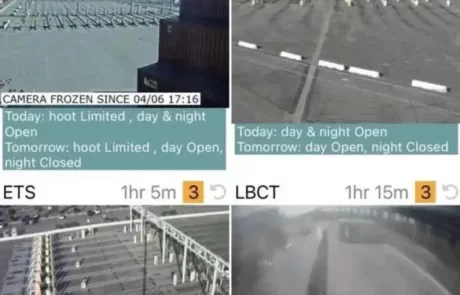 CAMERA FROZEN SINCE 04/06 17:16
Today: hoot Limited , day & night
Open
Tomorrow: hoot Limited , day Open,
night Closed
Today: day & night Open
Tomorrow: day Open, night Closed
ETS 1hr 5m 3
LBCT 1hr 15m 3